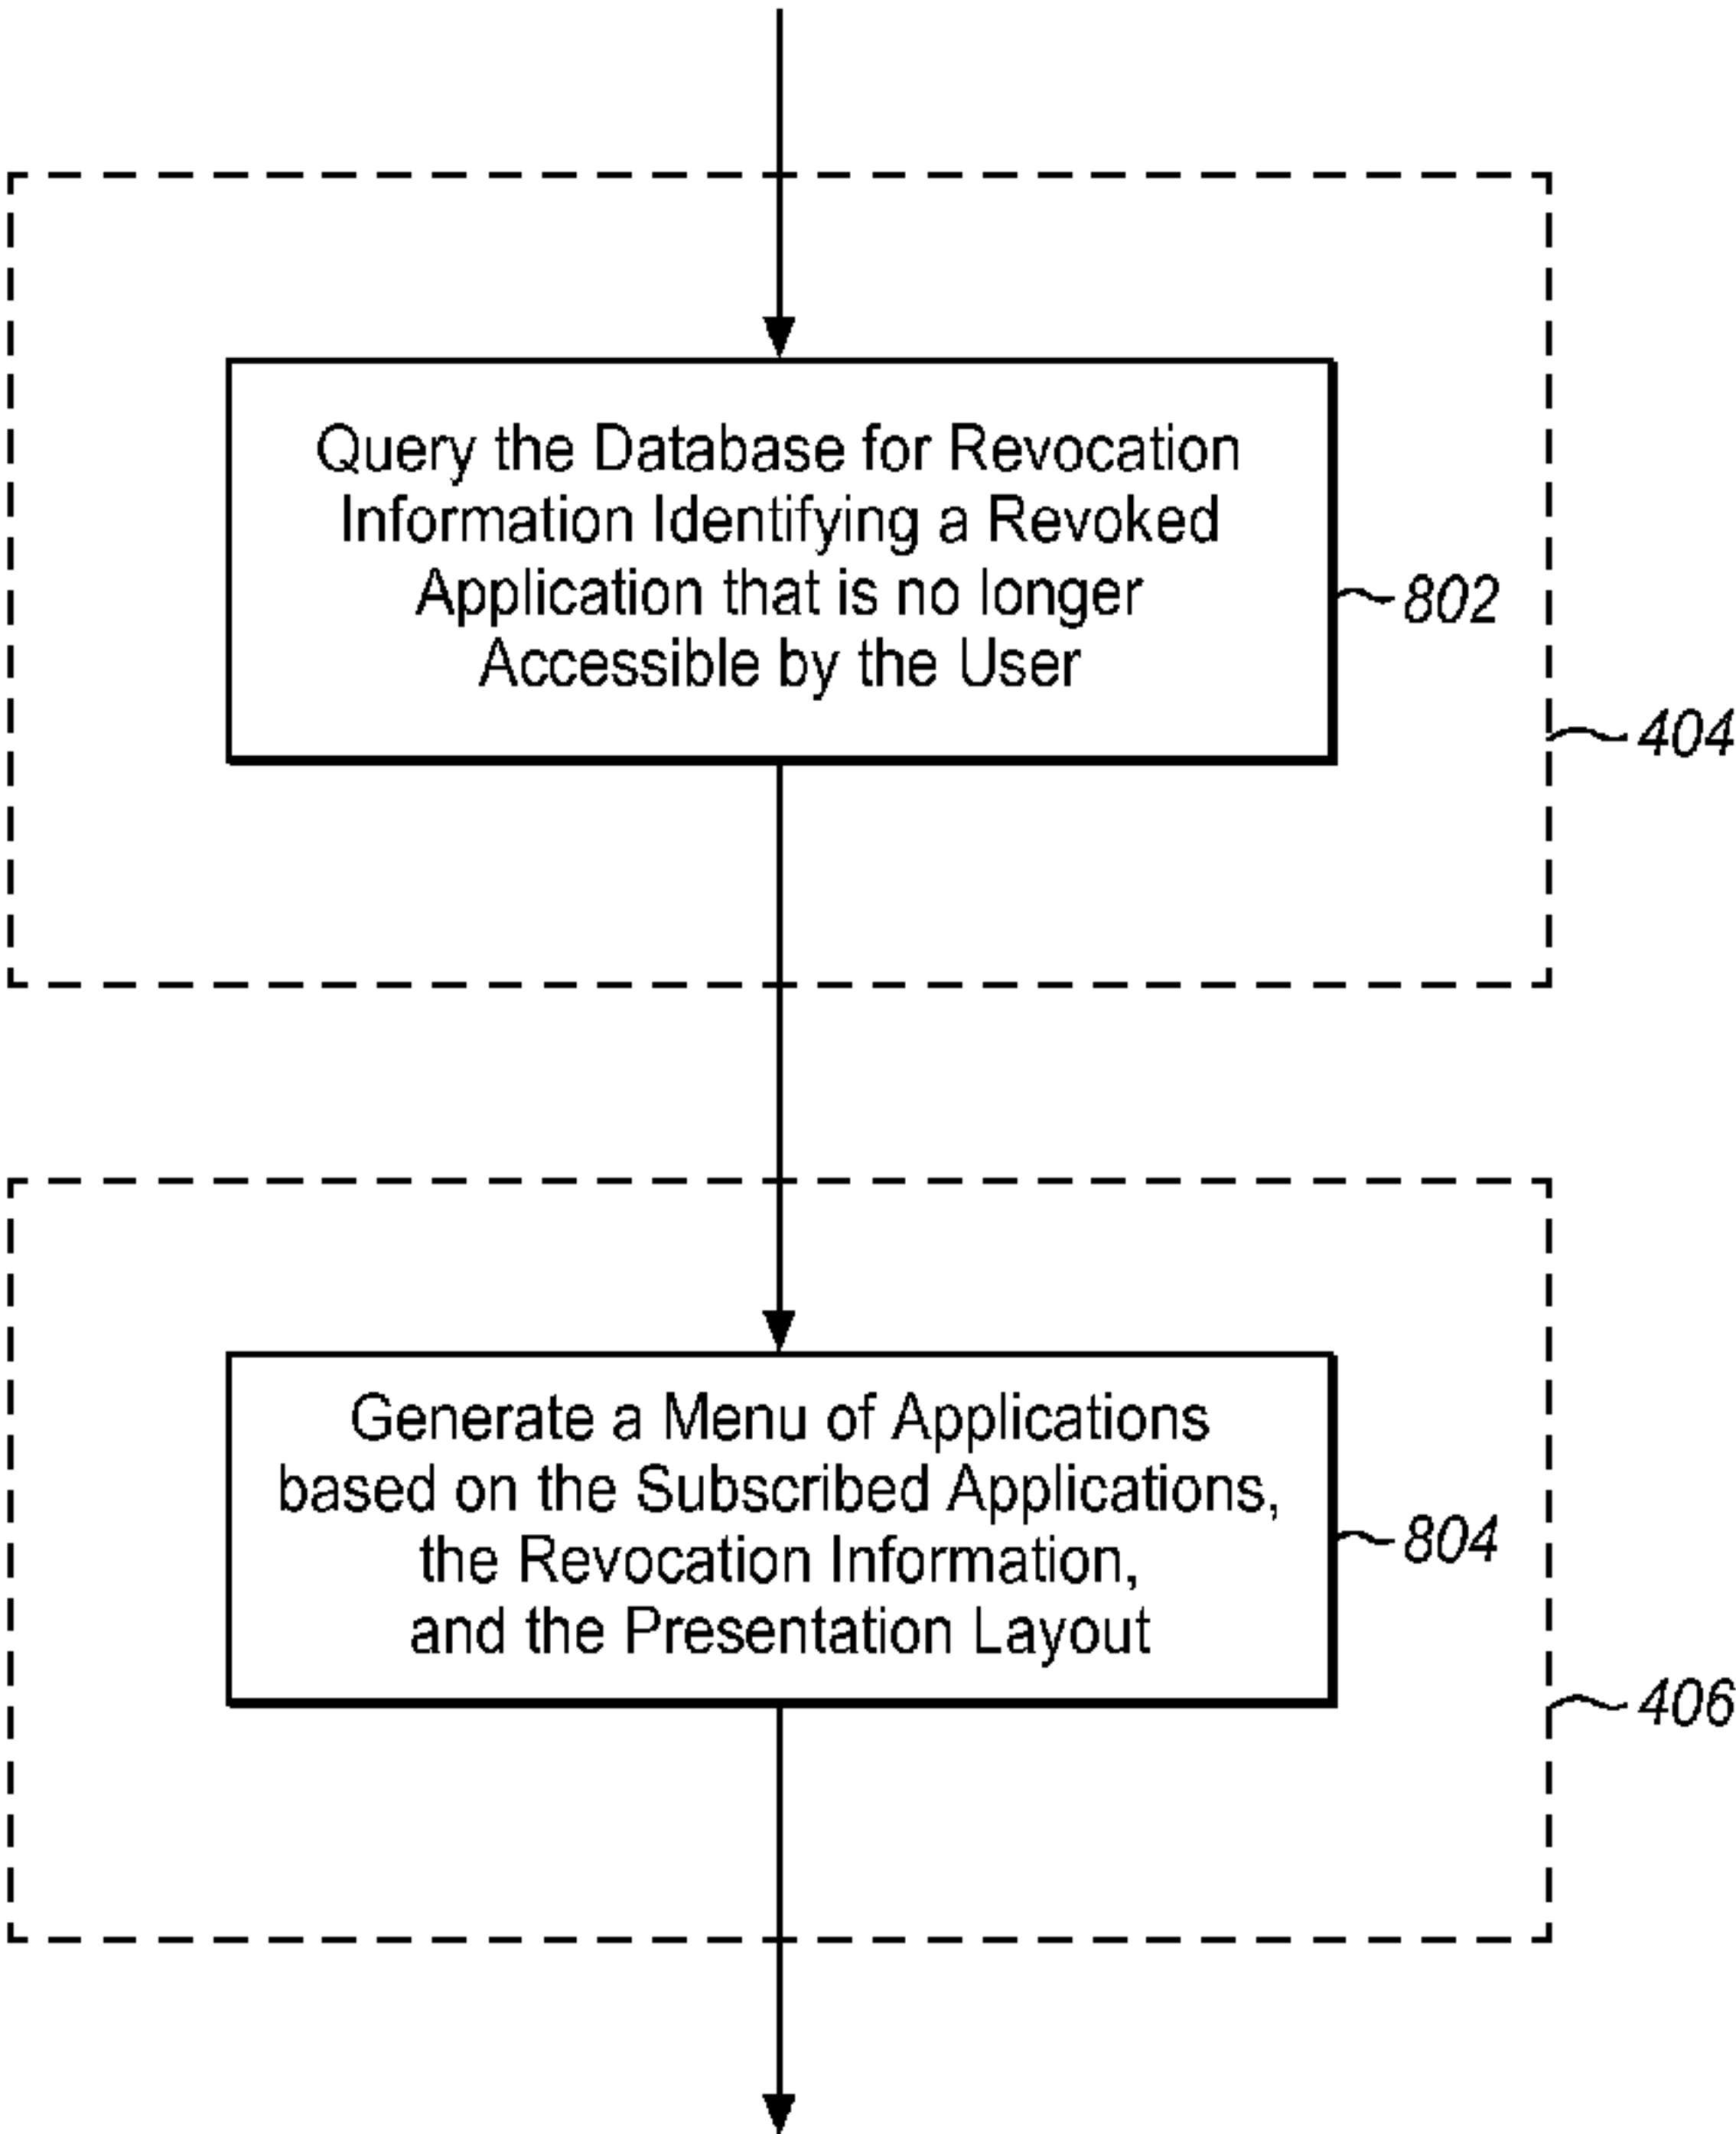 Query the Database for Revocation
Information Identifying a Revoked
Application that is no longer
Accessible by the User
802
404
Generate a Menu of Applications
based on the Subscribed Applications,
the Revocation Information,
and the Presentation Layout
804
406